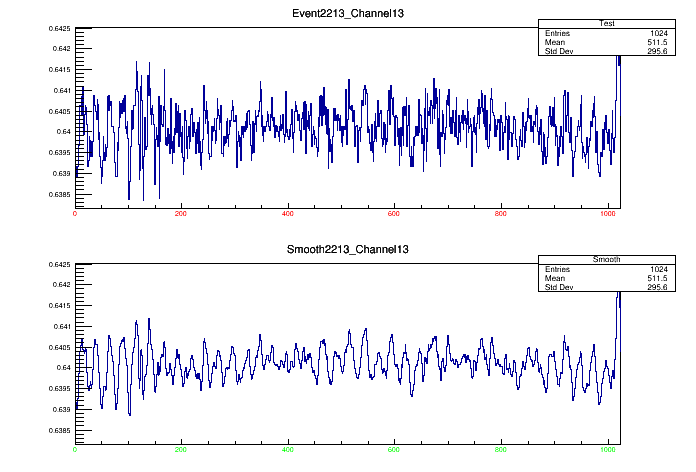 Event2213_Channel13
Test
Entries 1024
Mean 511.5
Std Dev 295.6
0.6425
0.642
0.6415
0.641
0.6405
0.64
0.6395
0.639
0.6385
0 200 400 600 800 1000
Smooth2213_Channel13
Smooth
Entries 1024
Mean 511.5
Std Dev 295.6
0.6425
0.642
0.6415
0.641
0.6405
0.64
0.6395
0.639
0.6385
0 200 400 600 800 1000